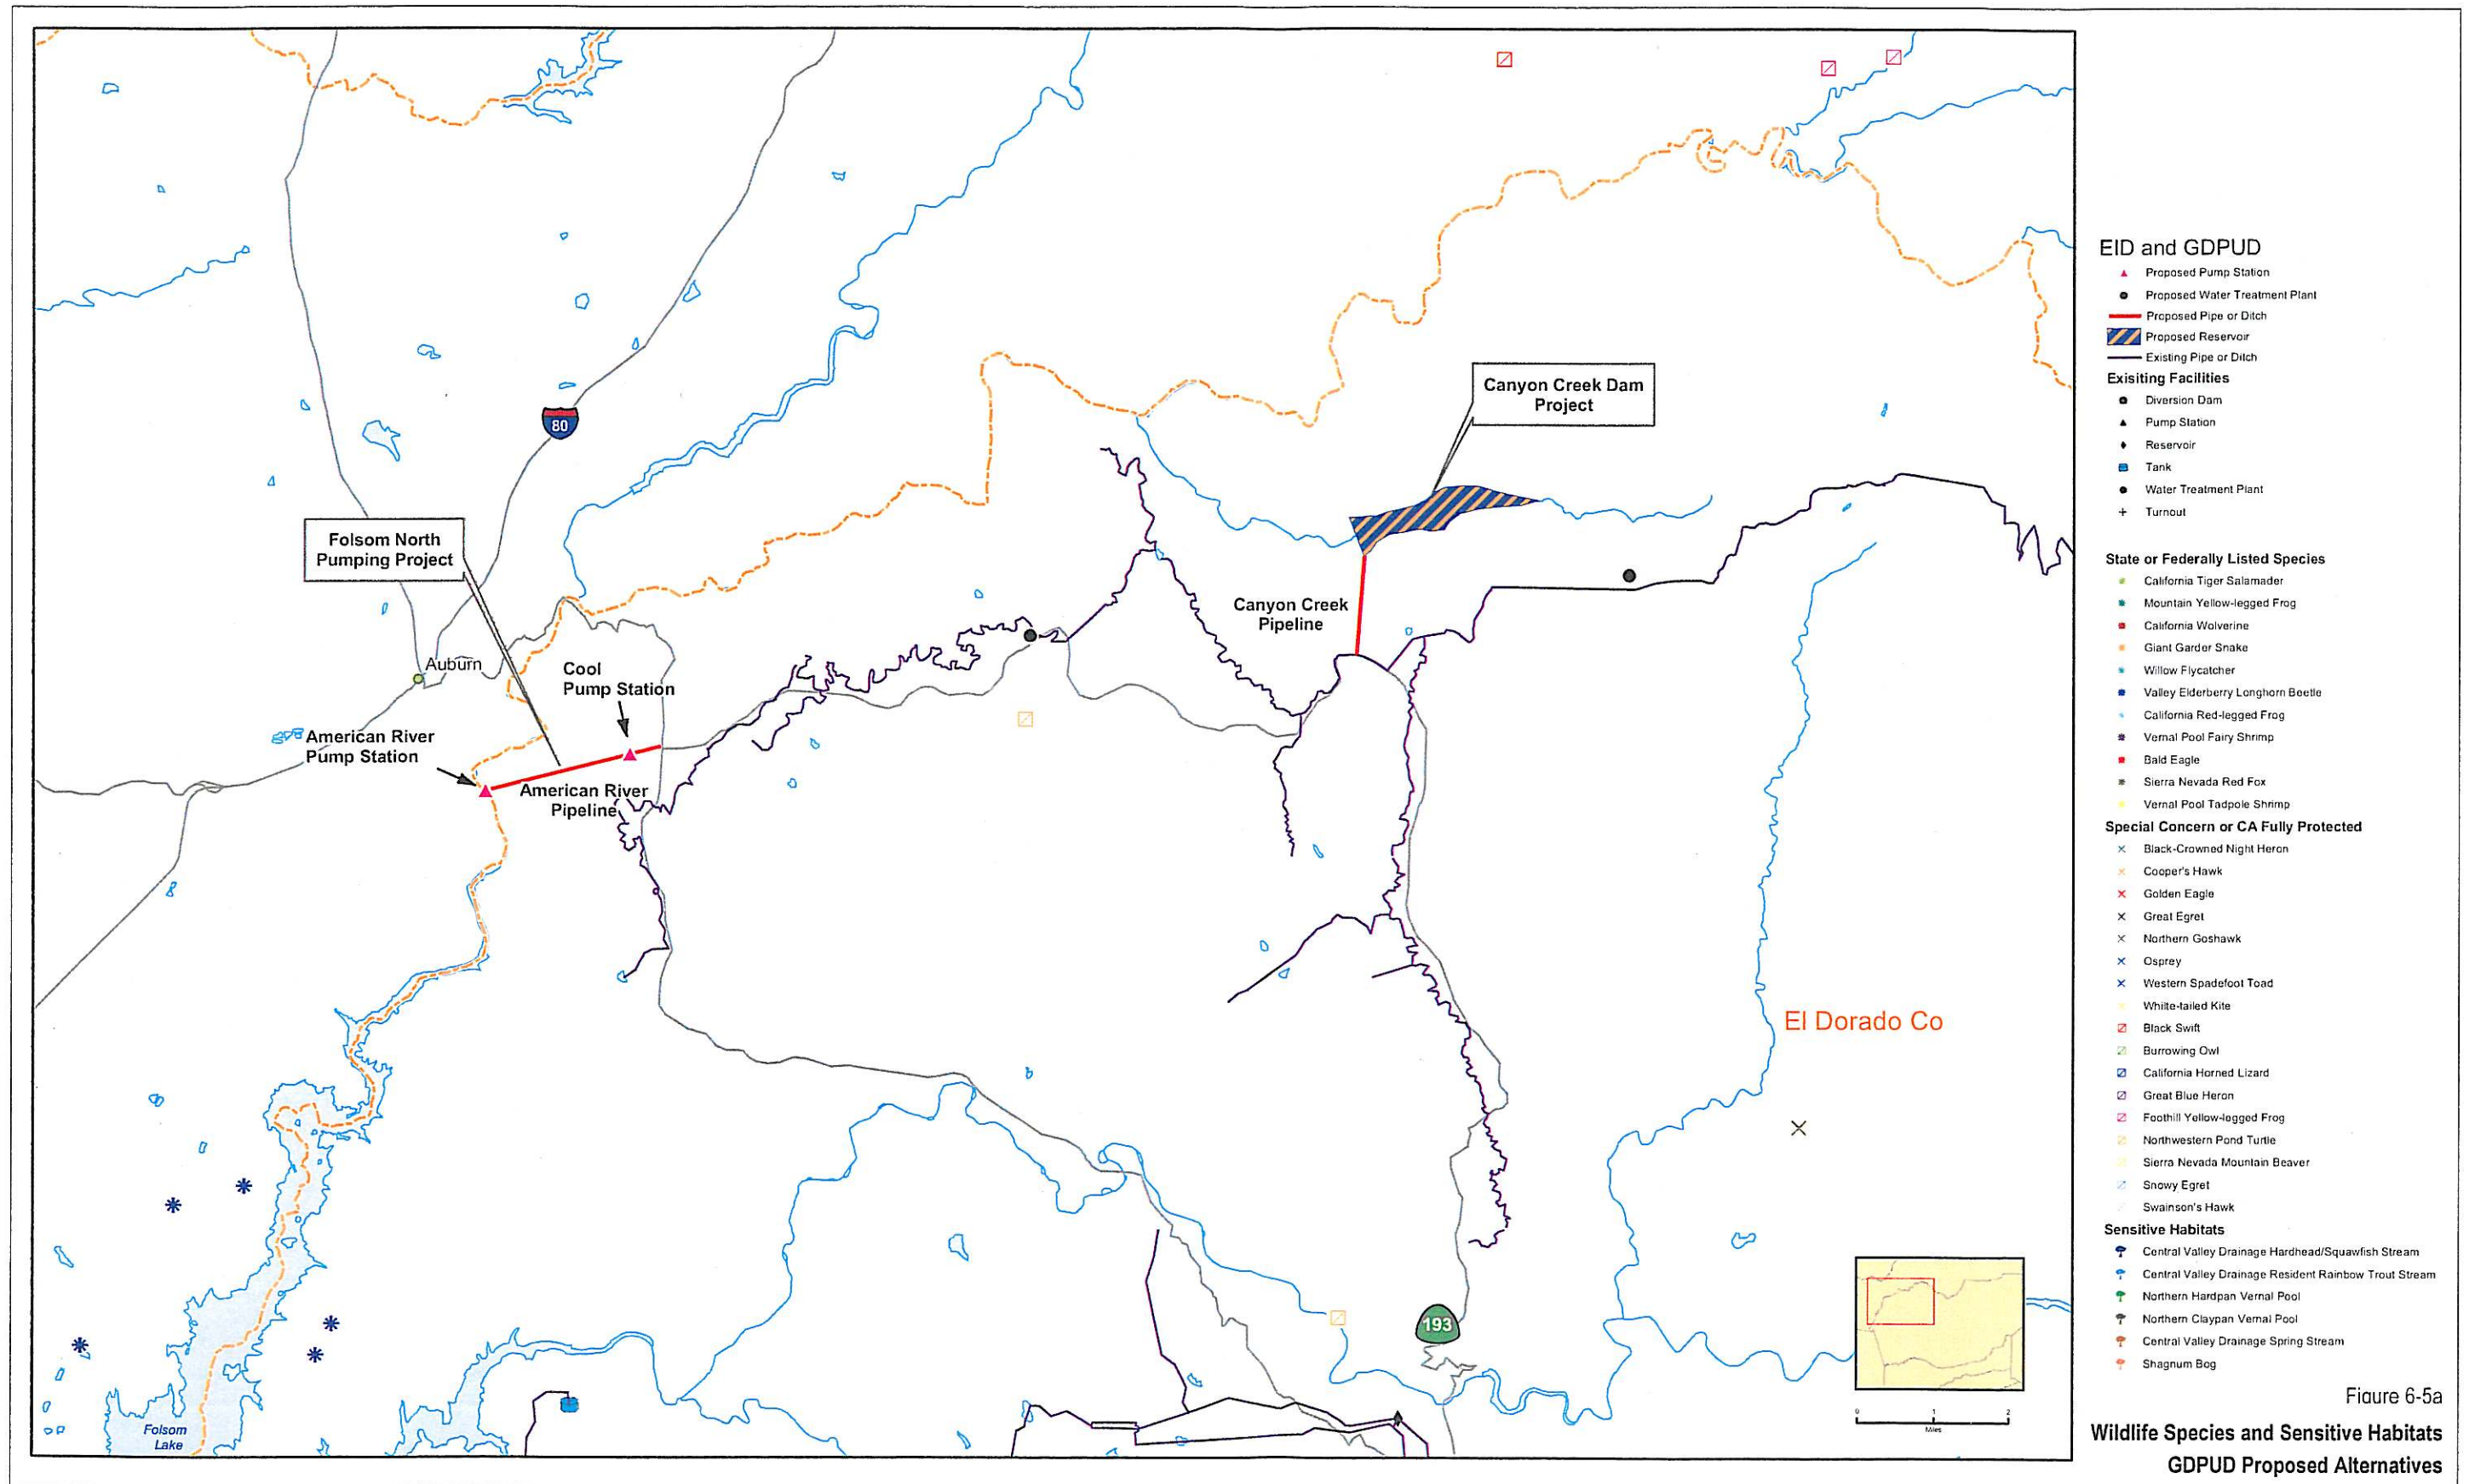 80
Folsom North
Pumping Project
Canyon Creek Dam
Project
Canyon Creek
Pipeline
Auburn
Cool
Pump Station
American River
Pump Station
American River
Pipeline
El Dorado Co
193
Folsom
Lake
EID and GDPUD
Proposed Pump Station
Proposed Water Treatment Plant
Proposed Pipe or Ditch
Proposed Reservoir
Existing Pipe or Ditch
Exisiting Facilities
Diversion Dam
Pump Station
Reservoir
Tank
Water Treatment Plant
Turnout
State or Federally Listed Species
California Tiger Salamader
Mountain Yellow-legged Frog
California Wolverine
Giant Garder Snake
Willow Flycatcher
Valley Elderberry Longhorn Beetle
California Red-legged Frog
Vernal Pool Fairy Shrimp
Bald Eagle
Sierra Nevada Red Fox
Vernal Pool Tadpole Shrimp
Special Concern or CA Fully Protected
Black-Crowned Night Heron
Cooper's Hawk
Golden Eagle
Great Egret
Northern Goshawk
Osprey
Western Spadefoot Toad
Whilte-tailed Kite
Black Swift
Burrowing Owl
California Horned Lizard
Great Blue Heron
Foothill Yellow-legged Frog
Northwestern Pond Turtle
Sierra Nevada Mountain Beaver
Snowy Egret
Swainson's Hawk
Sensitive Habitats
Central Valley Drainage Hardhead/Squawfish Stream
Central Valley Drainage Resident Rainbow Trout Stream
Northern Hardpan Vernal Pool
Northern Claypan Vernal Pool
Central Valley Drainage Spring Stream
Shagnum Bog
0 1 2
Miles
Figure 6-5a
Wildlife Species and Sensitive Habitats
GDPUD Proposed Alternatives